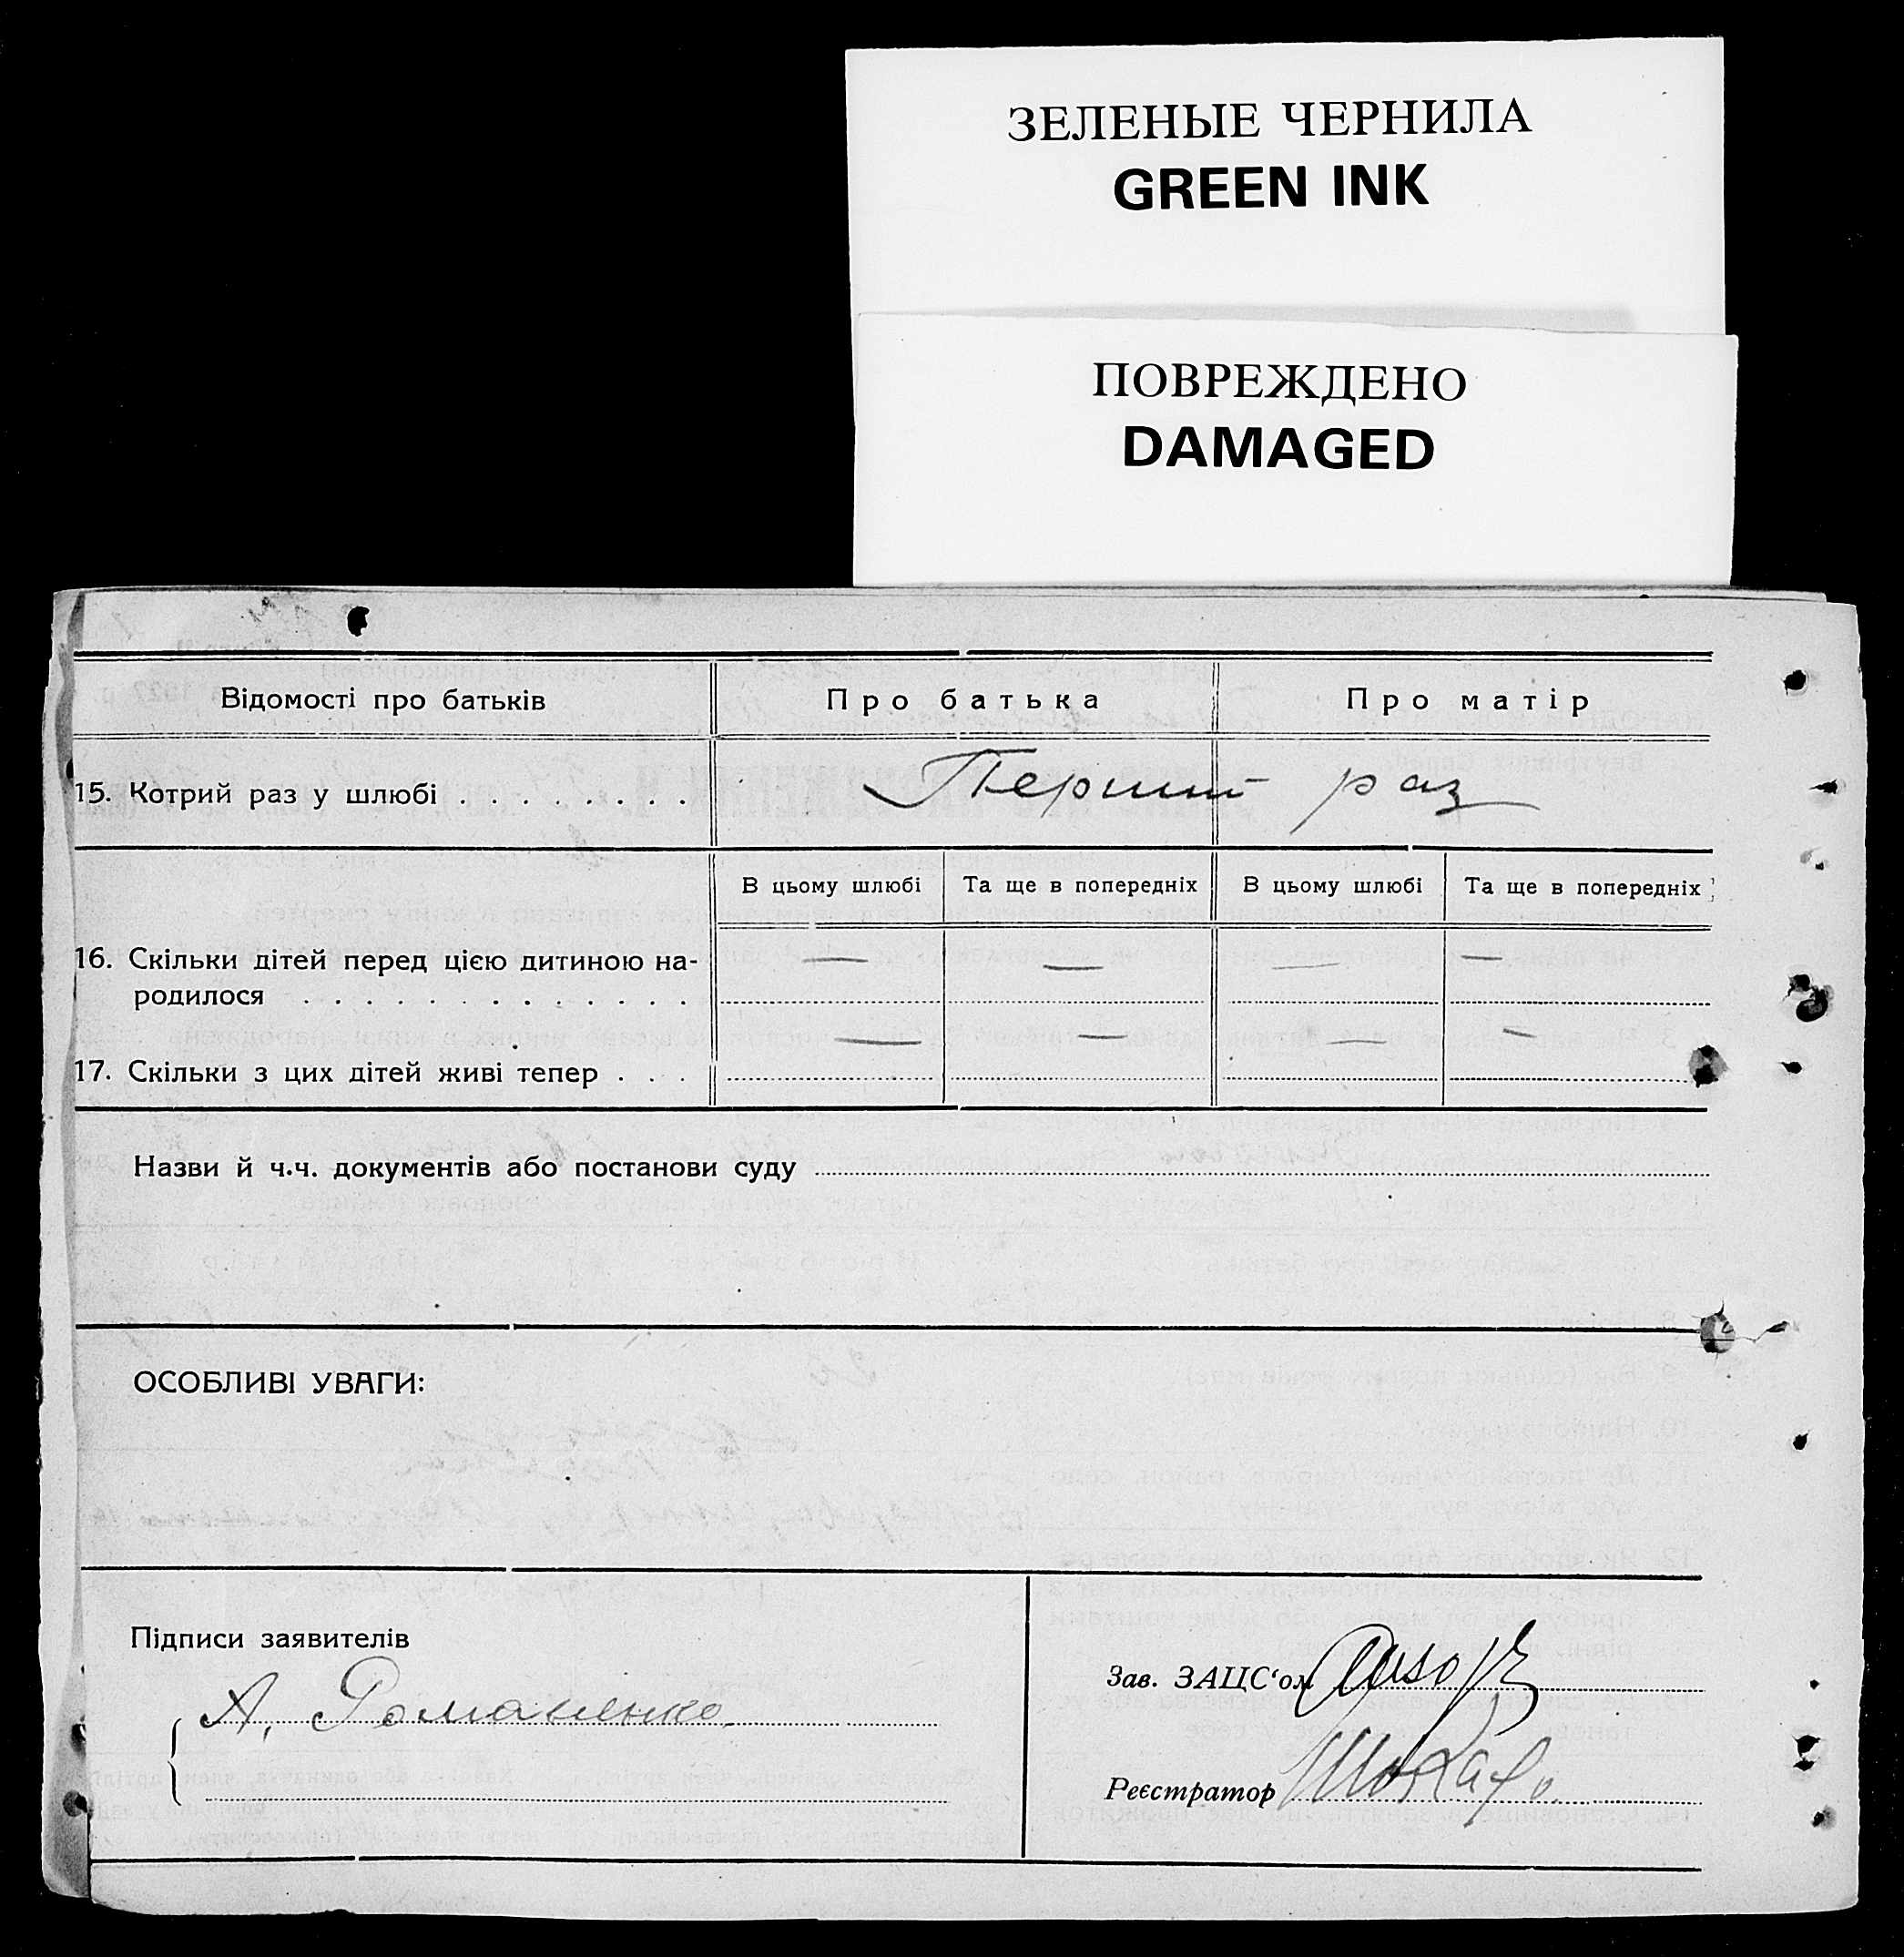 ЗЕЛЕНЫЕ ЧЕРНИЛА
GREEN INK
ПОВРЕЖДЕНО
DAMAGED
Відомості про батьків Про батька Про матір
15. Котрий раз у шлюбі . . . . . . . . Перший раз
В цьому шлюбі Та ще в попередніх В цьому шлюбі Та ще в попередніх
16. Скільки дітей перед цією дитиною на- — — — —
родилося . . . . . . . . . . . . .
17. Скільки з цих дітей живі тепер . . . — — — —
Назви й ч.ч. документів або постанови суду
ОСОБЛИВІ УВАГИ:
Підписи заявителів
А. Романенко
Зав. ЗАЦС‘ом
Реєстратор